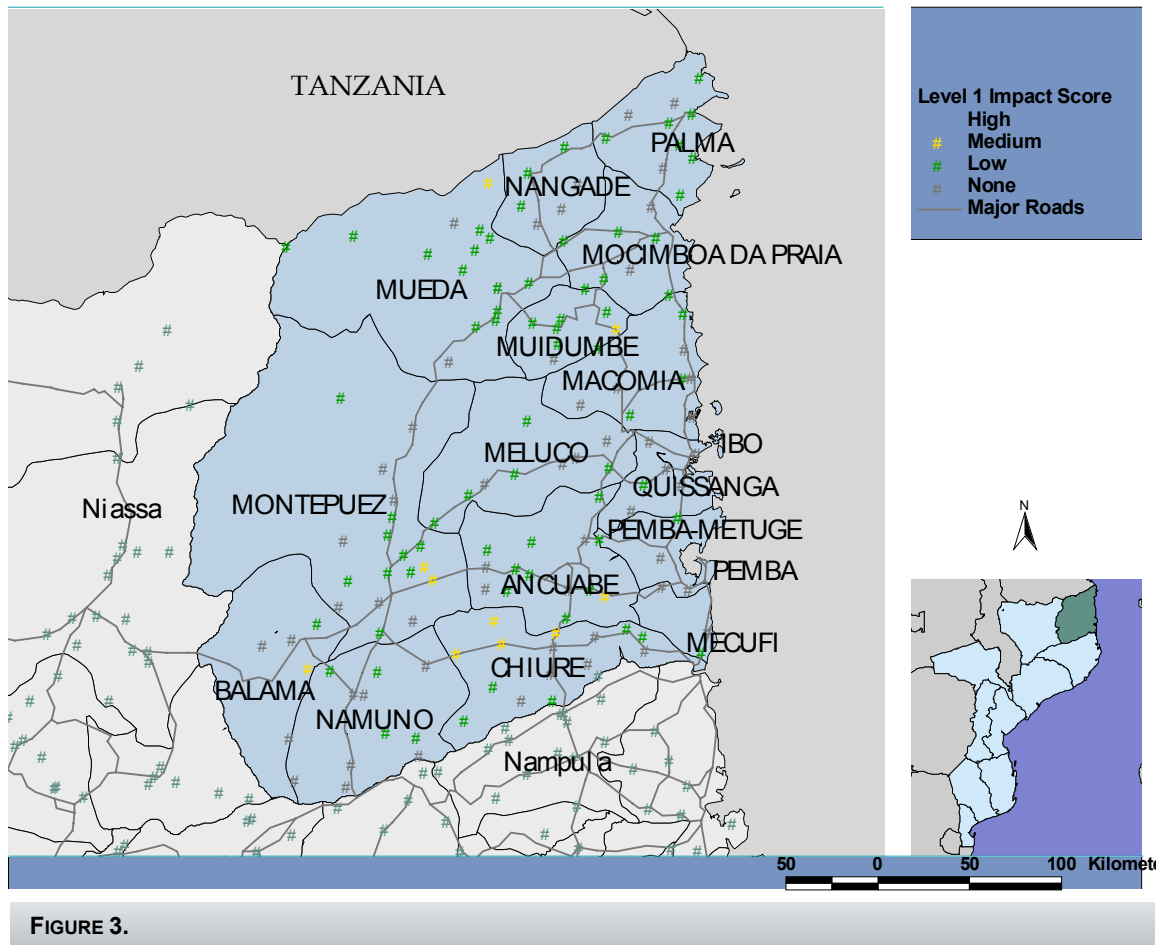 TANZANIA
Level 1 Impact Score
High
# Medium
# Low
# None
Major Roads
PALMA
NANGADE
MOCIMBOA DA PRAIA
MUEDA
MUIDUMBE
MACOMIA
IBO
MELUCO
QUISSANGA
MONTEPUEZ
Niassa
PEMBA-METUGE
PEMBA
ANCUABE
MECUFI
CHIURE
BALAMA
NAMUNO
Nampula
N
50 0 50 100 Kilomete
FIGURE 3.